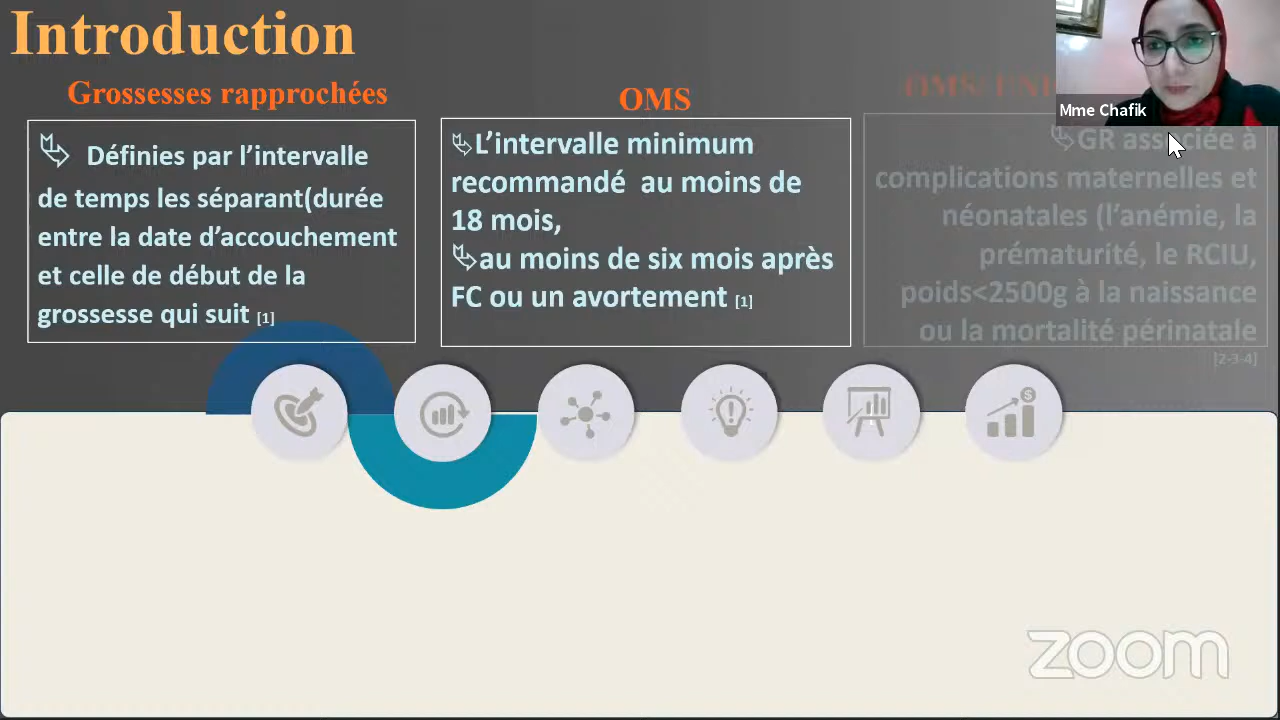 Introduction
Grossesses rapprochées
Définies par l’intervalle
de temps les séparant(durée
entre la date d’accouchement
et celle de début de la
grossesse qui suit [1]
OMS
L’intervalle minimum
recommandé au moins de
18 mois,
au moins de six mois après
FC ou un avortement [1]
OMS/
GR associée à
complications maternelles et
néonatales (l’anémie, la
prématurité, le RCIU,
poids<2500g à la naissance
ou la mortalité périnatale
[2-3-4]
Mme Chafik
zoom